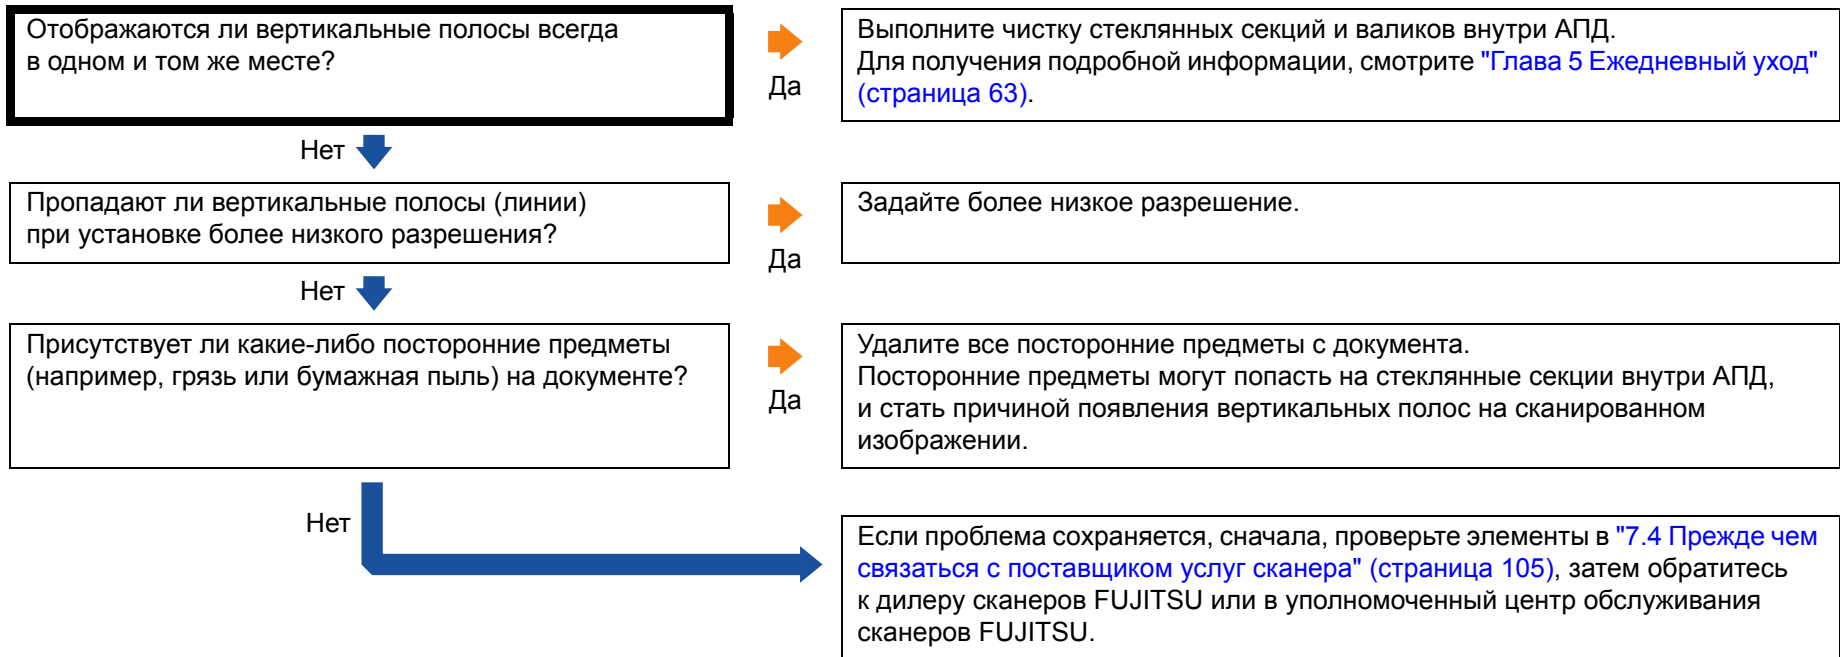 Отображаются ли вертикальные полосы всегда
в одном и том же месте?
Да
Выполните чистку стеклянных секций и валиков внутри АПД.
Для получения подробной информации, смотрите "Глава 5 Ежедневный уход"
(страница 63).
Нет
Пропадают ли вертикальные полосы (линии)
при установке более низкого разрешения?
Да
Задайте более низкое разрешение.
Нет
Присутствует ли какие-либо посторонние предметы
(например, грязь или бумажная пыль) на документе?
Да
Удалите все посторонние предметы с документа.
Посторонние предметы могут попасть на стеклянные секции внутри АПД,
и стать причиной появления вертикальных полос на сканированном
изображении.
Нет
Если проблема сохраняется, сначала, проверьте элементы в "7.4 Прежде чем
связаться с поставщиком услуг сканера" (страница 105), затем обратитесь
к дилеру сканеров FUJITSU или в уполномоченный центр обслуживания
сканеров FUJITSU.